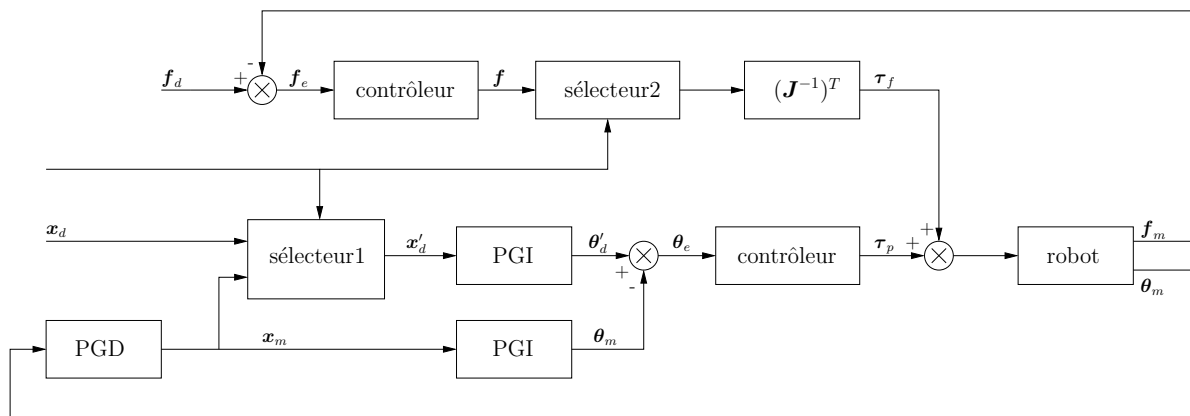 -
+
f_d
f_e
contrôleur
f
sélecteur2
(J^{-1})^T
τ_f
x_d
sélecteur1
x'_d
PGI
θ'_d
+
-
θ_e
contrôleur
τ_p
+
+
robot
f_m
θ_m
PGD
x_m
PGI
θ_m